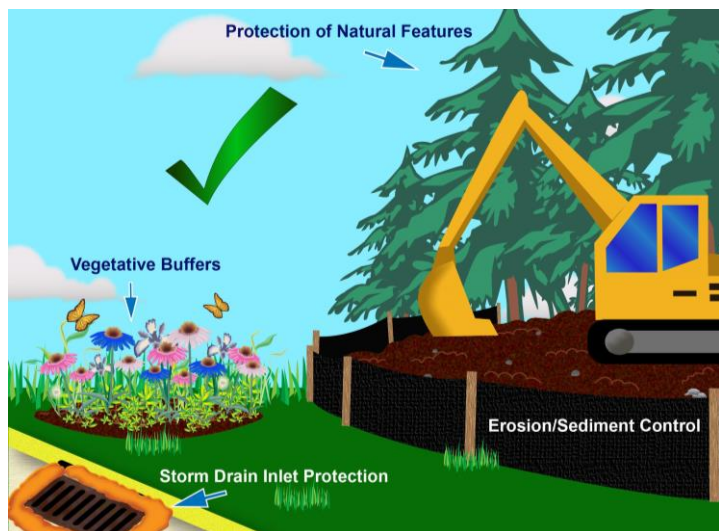 Protection of Natural Features
Vegetative Buffers
Erosion/Sediment Control
Storm Drain Inlet Protection